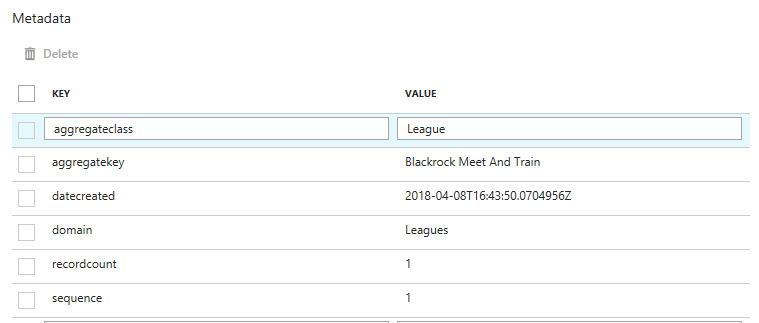 Metadata
Delete
KEY VALUE
aggregateclass League
aggregatekey Blackrock Meet And Train
datecreated 2018-04-08T16:43:50.0704956Z
domain Leagues
recordcount 1
sequence 1